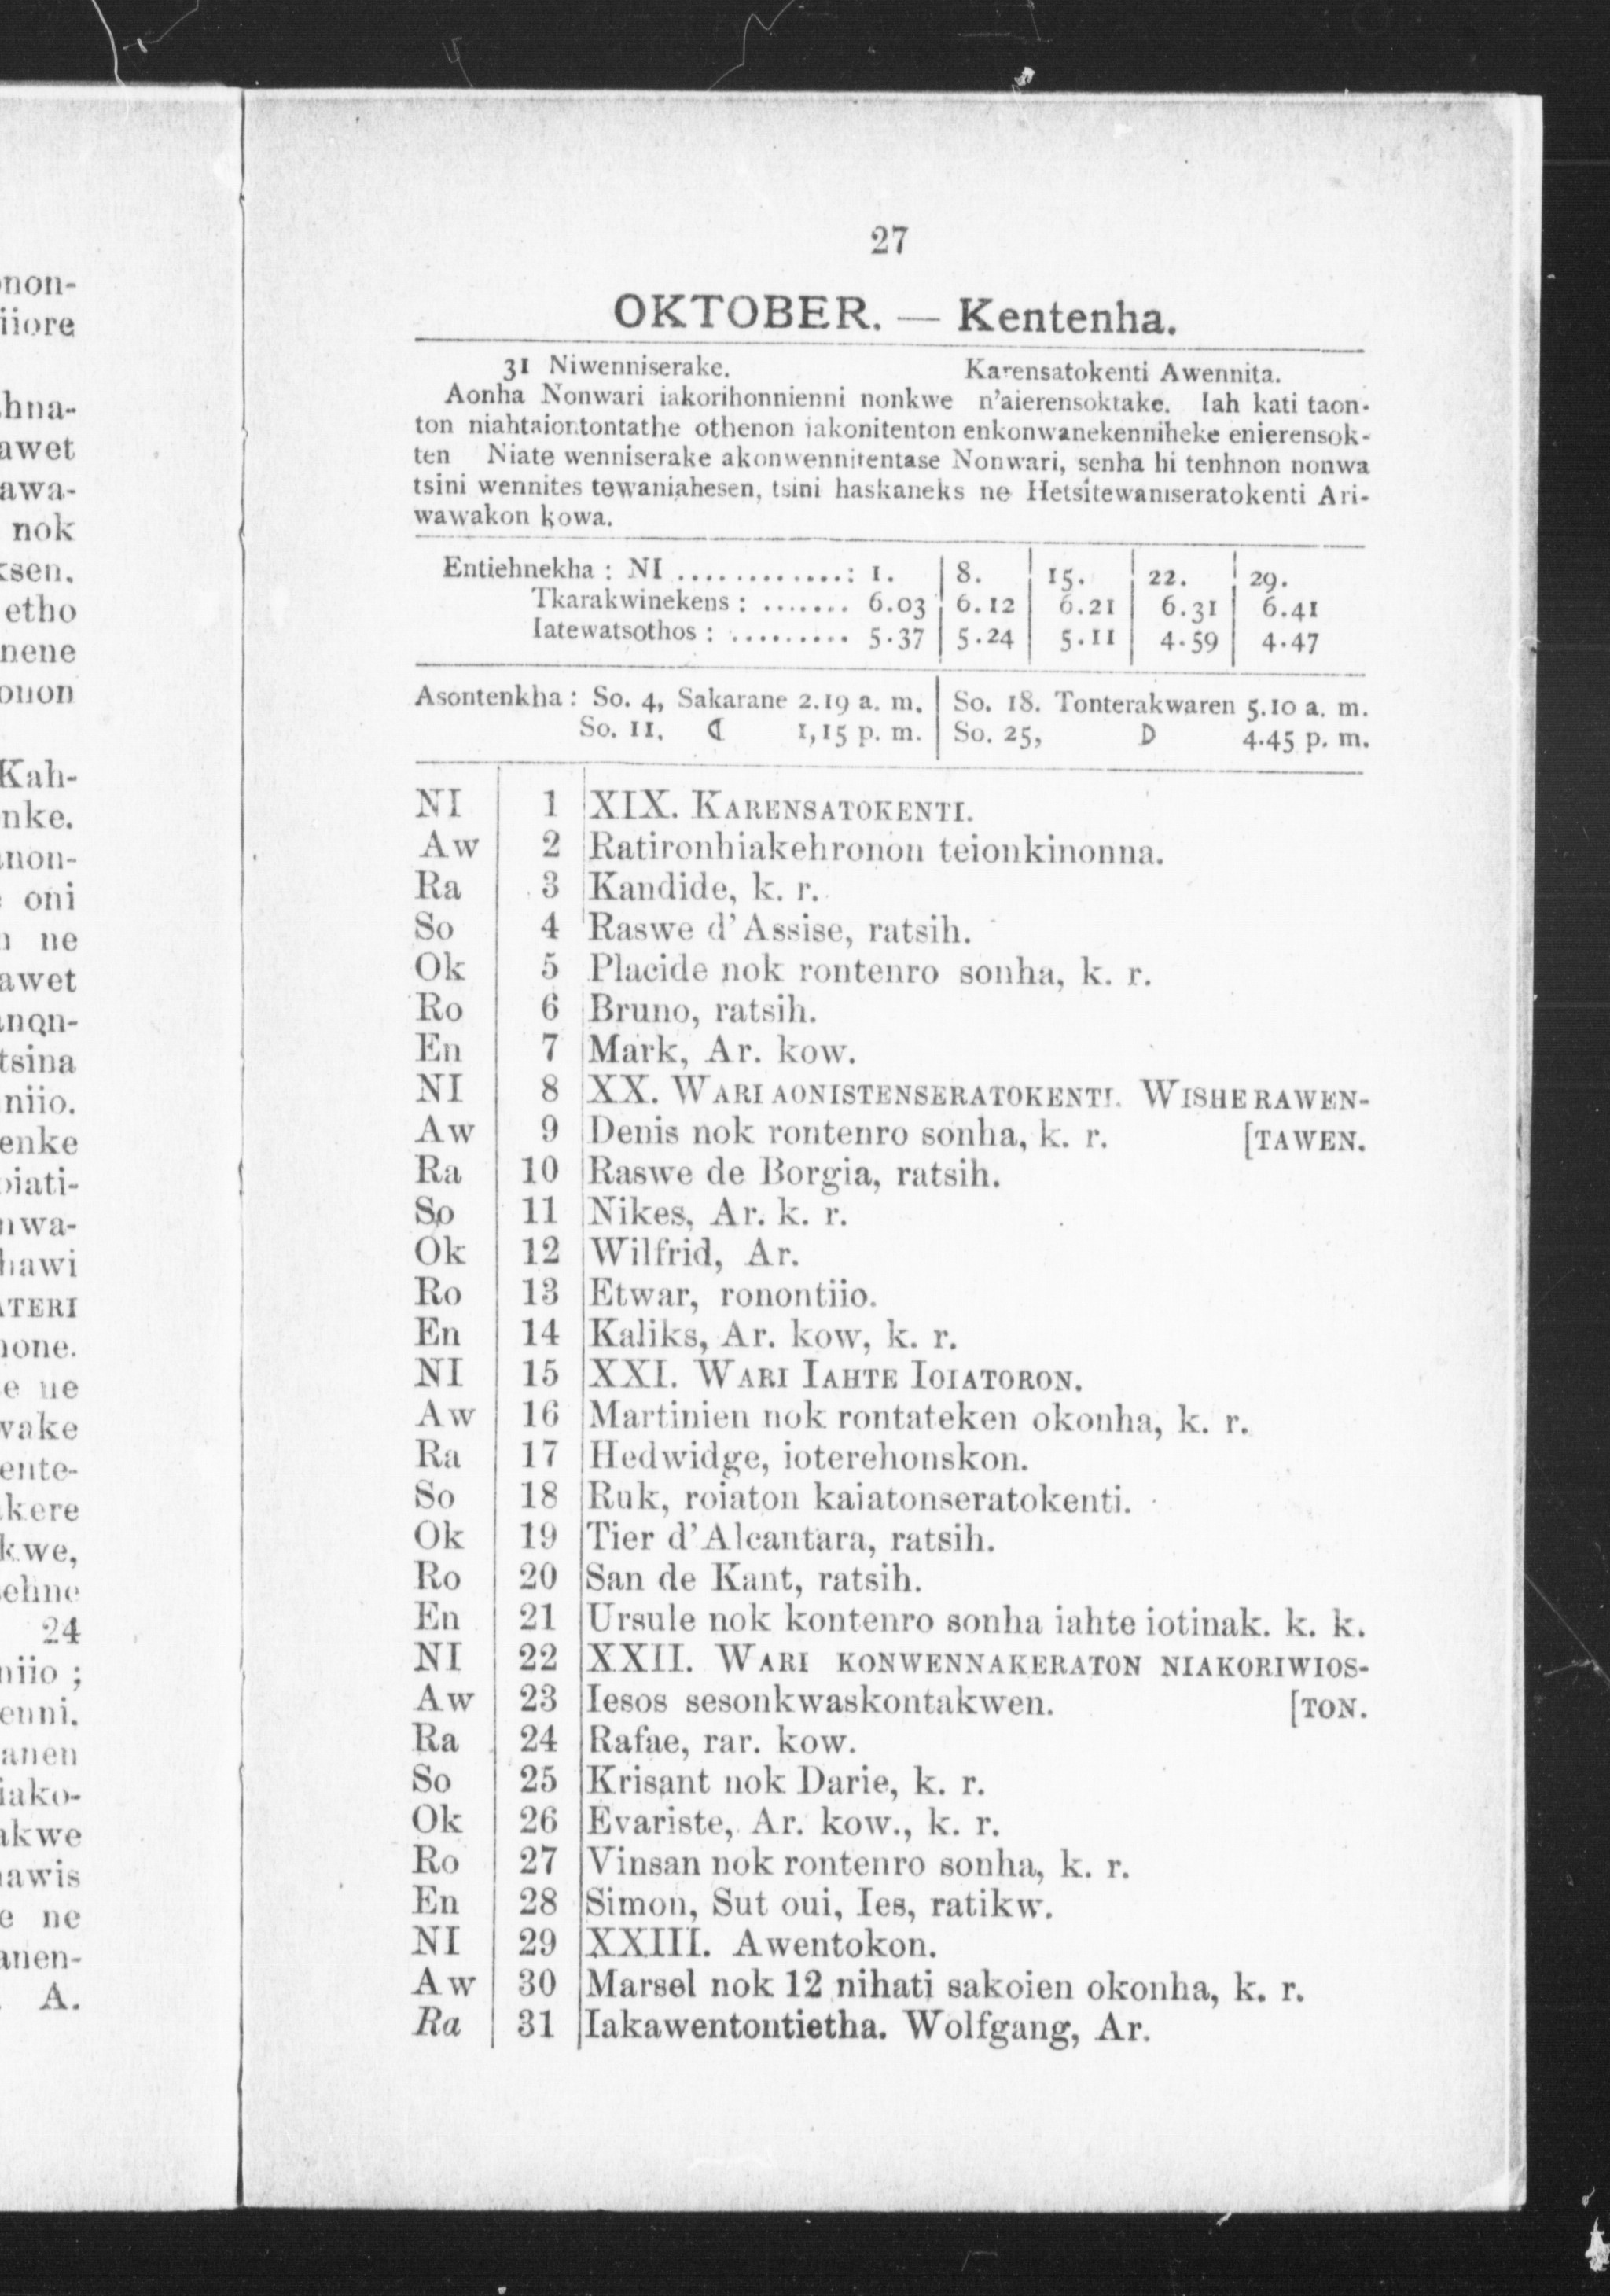 27
OKTOBER. — Kentenha.
31 Niwenniserake. Karensatokenti Awennita.
Aonha Nonwari iakorihonnienni nonkwe n'aierensoktake. Iah kati taon-
ton niahtaiontontathe othenon iakonitenton enkonwanekenniheke enierensok-
ten Niate wenniserake akonwennitentase Nonwari, senha hi tenhnon nonwa
tsini wennites tewaniahesen, tsini haskaneks ne Hetsitewaniseratokenti Ari-
wawakon kowa.
Entiehnekha : NI ............: 1. 8. 15. 22. 29.
Tkarakwinekens : ....... 6.03 6.12 6.21 6.31 6.41
Iatewatsothos : ......... 5.37 5.24 5.11 4.59 4.47
Asontenkha : So. 4, Sakarane 2.19 a. m. So. 18. Tonterakwaren 5.10 a. m.
So. 11. ☾ 1,15 p. m. So. 25, D 4.45 p. m.
NI 1 XIX. KARENSATOKENTI.
Aw 2 Ratironhiakehronon teionkinonna.
Ra 3 Kandide, k. r.
So 4 Raswe d'Assise, ratsih.
Ok 5 Placide nok rontenro sonha, k. r.
Ro 6 Bruno, ratsih.
En 7 Mark, Ar. kow.
NI 8 XX. WARI AONISTENSERATOKENTI. WISHE RAWEN-
Aw 9 Denis nok rontenro sonha, k. r. [TAWEN.
Ra 10 Raswe de Borgia, ratsih.
So 11 Nikes, Ar. k. r.
Ok 12 Wilfrid, Ar.
Ro 13 Etwar, ronontiio.
En 14 Kaliks, Ar. kow, k. r.
NI 15 XXI. WARI IAHTE IOIATORON.
Aw 16 Martinien nok rontateken okonha, k. r.
Ra 17 Hedwidge, ioterehonskon.
So 18 Ruk, roiaton kaiatonseratokenti.
Ok 19 Tier d'Alcantara, ratsih.
Ro 20 San de Kant, ratsih.
En 21 Ursule nok kontenro sonha iahte iotinak. k. k.
NI 22 XXII. WARI KONWENNAKERATON NIAKORIWIOS-
Aw 23 Iesos sesonkwaskontakwen. [TON.
Ra 24 Rafae, rar. kow.
So 25 Krisant nok Darie, k. r.
Ok 26 Evariste, Ar. kow., k. r.
Ro 27 Vinsan nok rontenro sonha, k. r.
En 28 Simon, Sut oui, Ies, ratikw.
NI 29 XXIII. Awentokon.
Aw 30 Marsel nok 12 nihati sakoien okonha, k. r.
Ra 31 Iakawentontietha. Wolfgang, Ar.